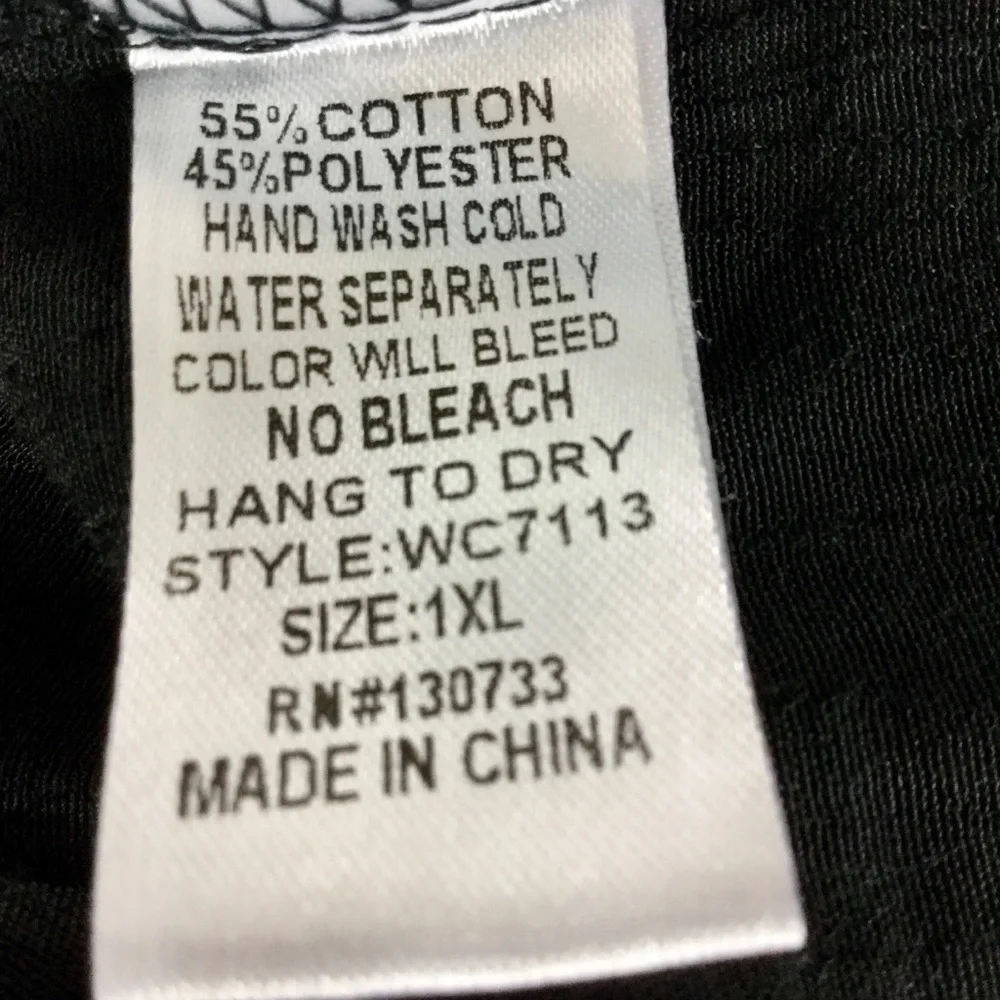 55%COTTON
45%POLYESTER
HAND WASH COLD
WATER SEPARATELY
COLOR WILL BLEED
NO BLEACH
HANG TO DRY
STYLE:WC7113
SIZE:1XL
RN#130733
MADE IN CHINA